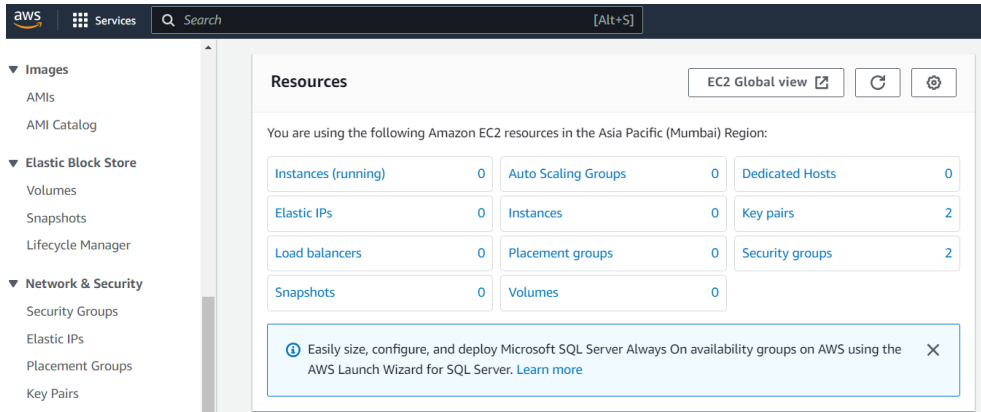 aws
Services
Search
[Alt+S]
Images
AMIs
AMI Catalog
Elastic Block Store
Volumes
Snapshots
Lifecycle Manager
Network & Security
Security Groups
Elastic IPs
Placement Groups
Key Pairs
Resources
EC2 Global view
You are using the following Amazon EC2 resources in the Asia Pacific (Mumbai) Region:
Instances (running) 0
Auto Scaling Groups 0
Dedicated Hosts 0
Elastic IPs 0
Instances 0
Key pairs 2
Load balancers 0
Placement groups 0
Security groups 2
Snapshots 0
Volumes 0
Easily size, configure, and deploy Microsoft SQL Server Always On availability groups on AWS using the
AWS Launch Wizard for SQL Server. Learn more